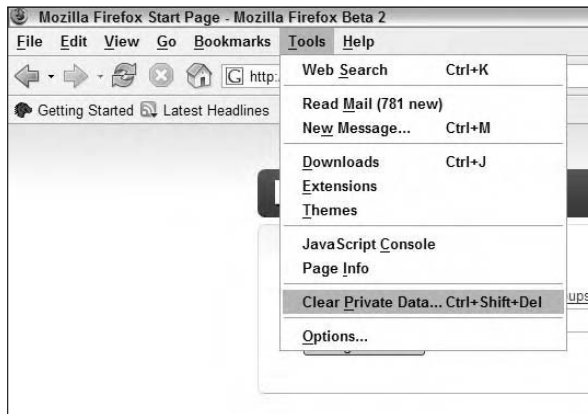 Mozilla Firefox Start Page - Mozilla Firefox Beta 2
File Edit View Go Bookmarks Tools Help
G http:
Getting Started Latest Headlines
Web Search Ctrl+K
Read Mail (781 new)
New Message... Ctrl+M
Downloads Ctrl+J
Extensions
Themes
JavaScript Console
Page Info
Clear Private Data... Ctrl+Shift+Del
ups
Options...